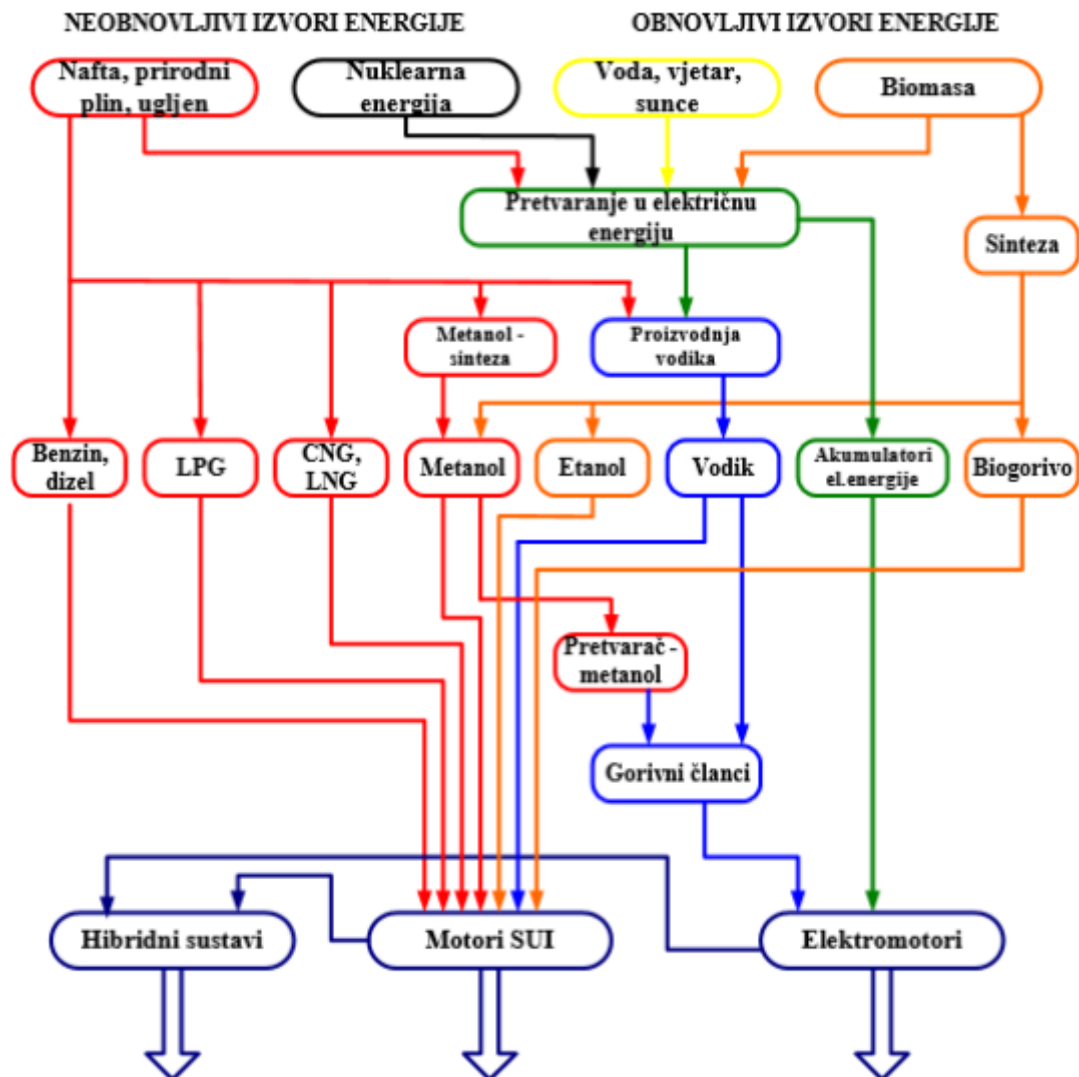 NEOBNOVLJIVI IZVORI ENERGIJE
OBNOVLJIVI IZVORI ENERGIJE
Nafta, prirodni
plin, ugljen
Nuklearna
energija
Voda, vjetar,
sunce
Biomasa
Pretvaranje u električnu
energiju
Sinteza
Metanol -
sinteza
Proizvodnja
vodika
Benzin,
dizel
LPG
CNG,
LNG
Metanol
Etanol
Vodik
Akumulatori
el.energije
Biogorivo
Pretvarač -
metanol
Gorivni članci
Hibridni sustavi
Motori SUI
Elektromotori